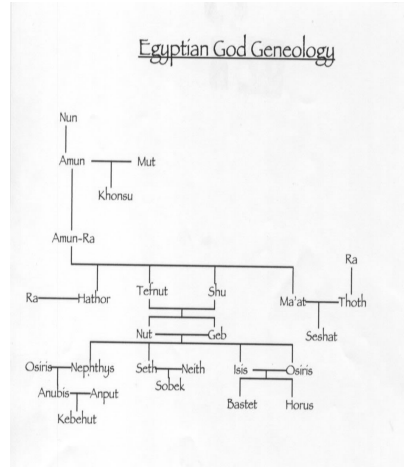 Egyptian God Geneology
Nun
Amun Mut
Khonsu
Amun-Ra
Ra
Ra Hathor Tefnut Shu Ma'at Thoth
Seshat
Nut Geb
Osiris Nephthys Seth Neith Isis Osiris
Sobek
Anubis Anput Bastet Horus
Kebehut